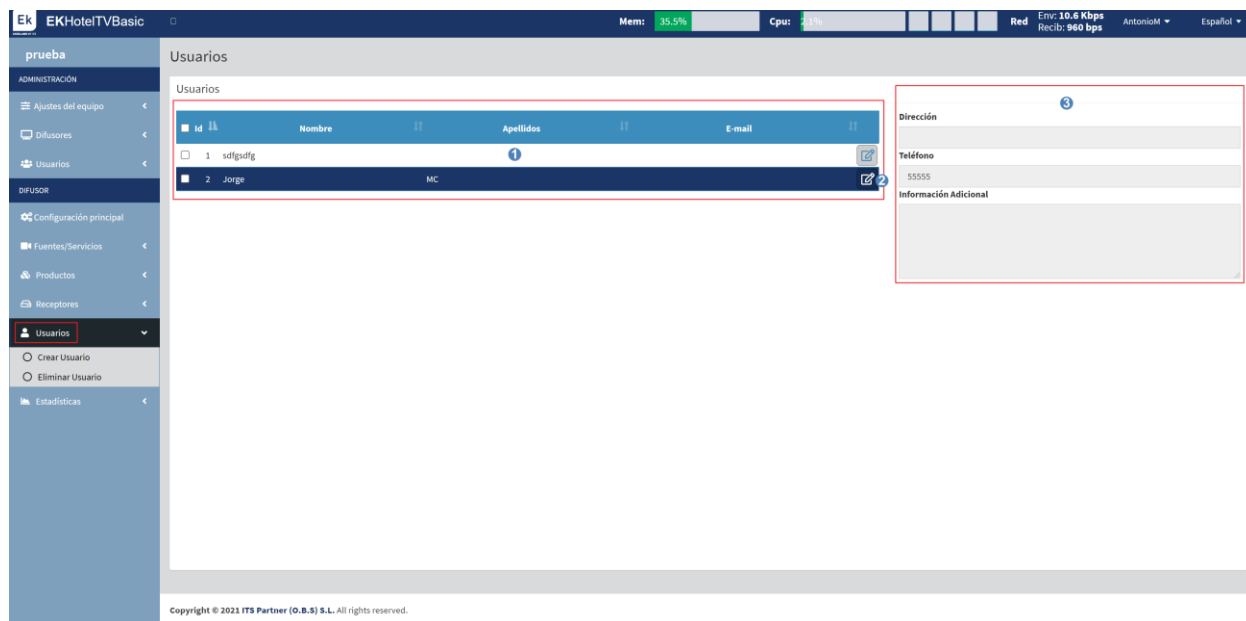 Ek EKHotelTVBasic Mem: 35.5% Cpu: 2.1% Red Env: 10.6 Kbps Recib: 960 bps AntonioM Español
prueba
ADMINISTRACIÓN
Ajustes del equipo
Difusores
Usuarios
DIFUSOR
Configuración principal
Fuentes/Servicios
Productos
Receptores
Usuarios
Crear Usuario
Eliminar Usuario
Estadísticas
Usuarios
Usuarios
Id Nombre Apellidos E-mail
1 sdfgsdfg 1
2 Jorge MC 2
3
Dirección
Teléfono
55555
Información Adicional
Copyright © 2021 ITS Partner (O.B.S) S.L. All rights reserved.